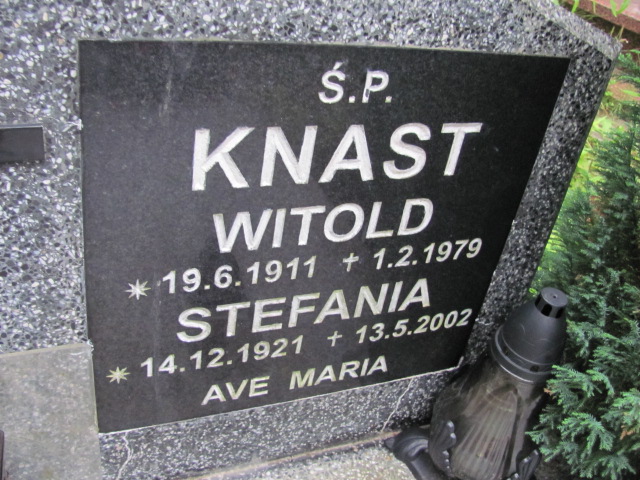 Ś.P.
KNAST
WITOLD
* 19.6.1911 + 1.2.1979
STEFANIA
* 14.12.1921 + 13.5.2002
AVE MARIA